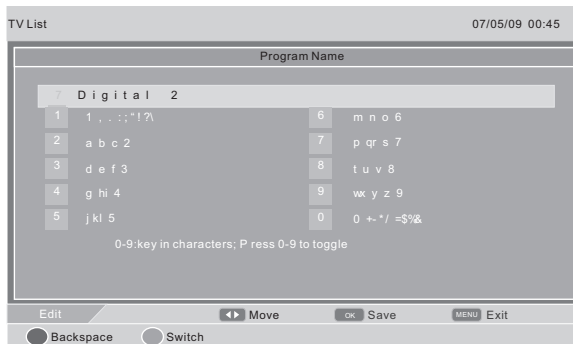 TV List 07/05/09 00:45
Program Name
7 Digital 2
1 1 , . : ; " ! ? \ 6 m n o 6
2 a b c 2 7 p q r s 7
3 d e f 3 8 t u v 8
4 g h i 4 9 w x y z 9
5 j k l 5 0 0 + - * / = $ % &
0-9:key in characters; Press 0-9 to toggle
Edit Move OK Save MENU Exit
Backspace Switch